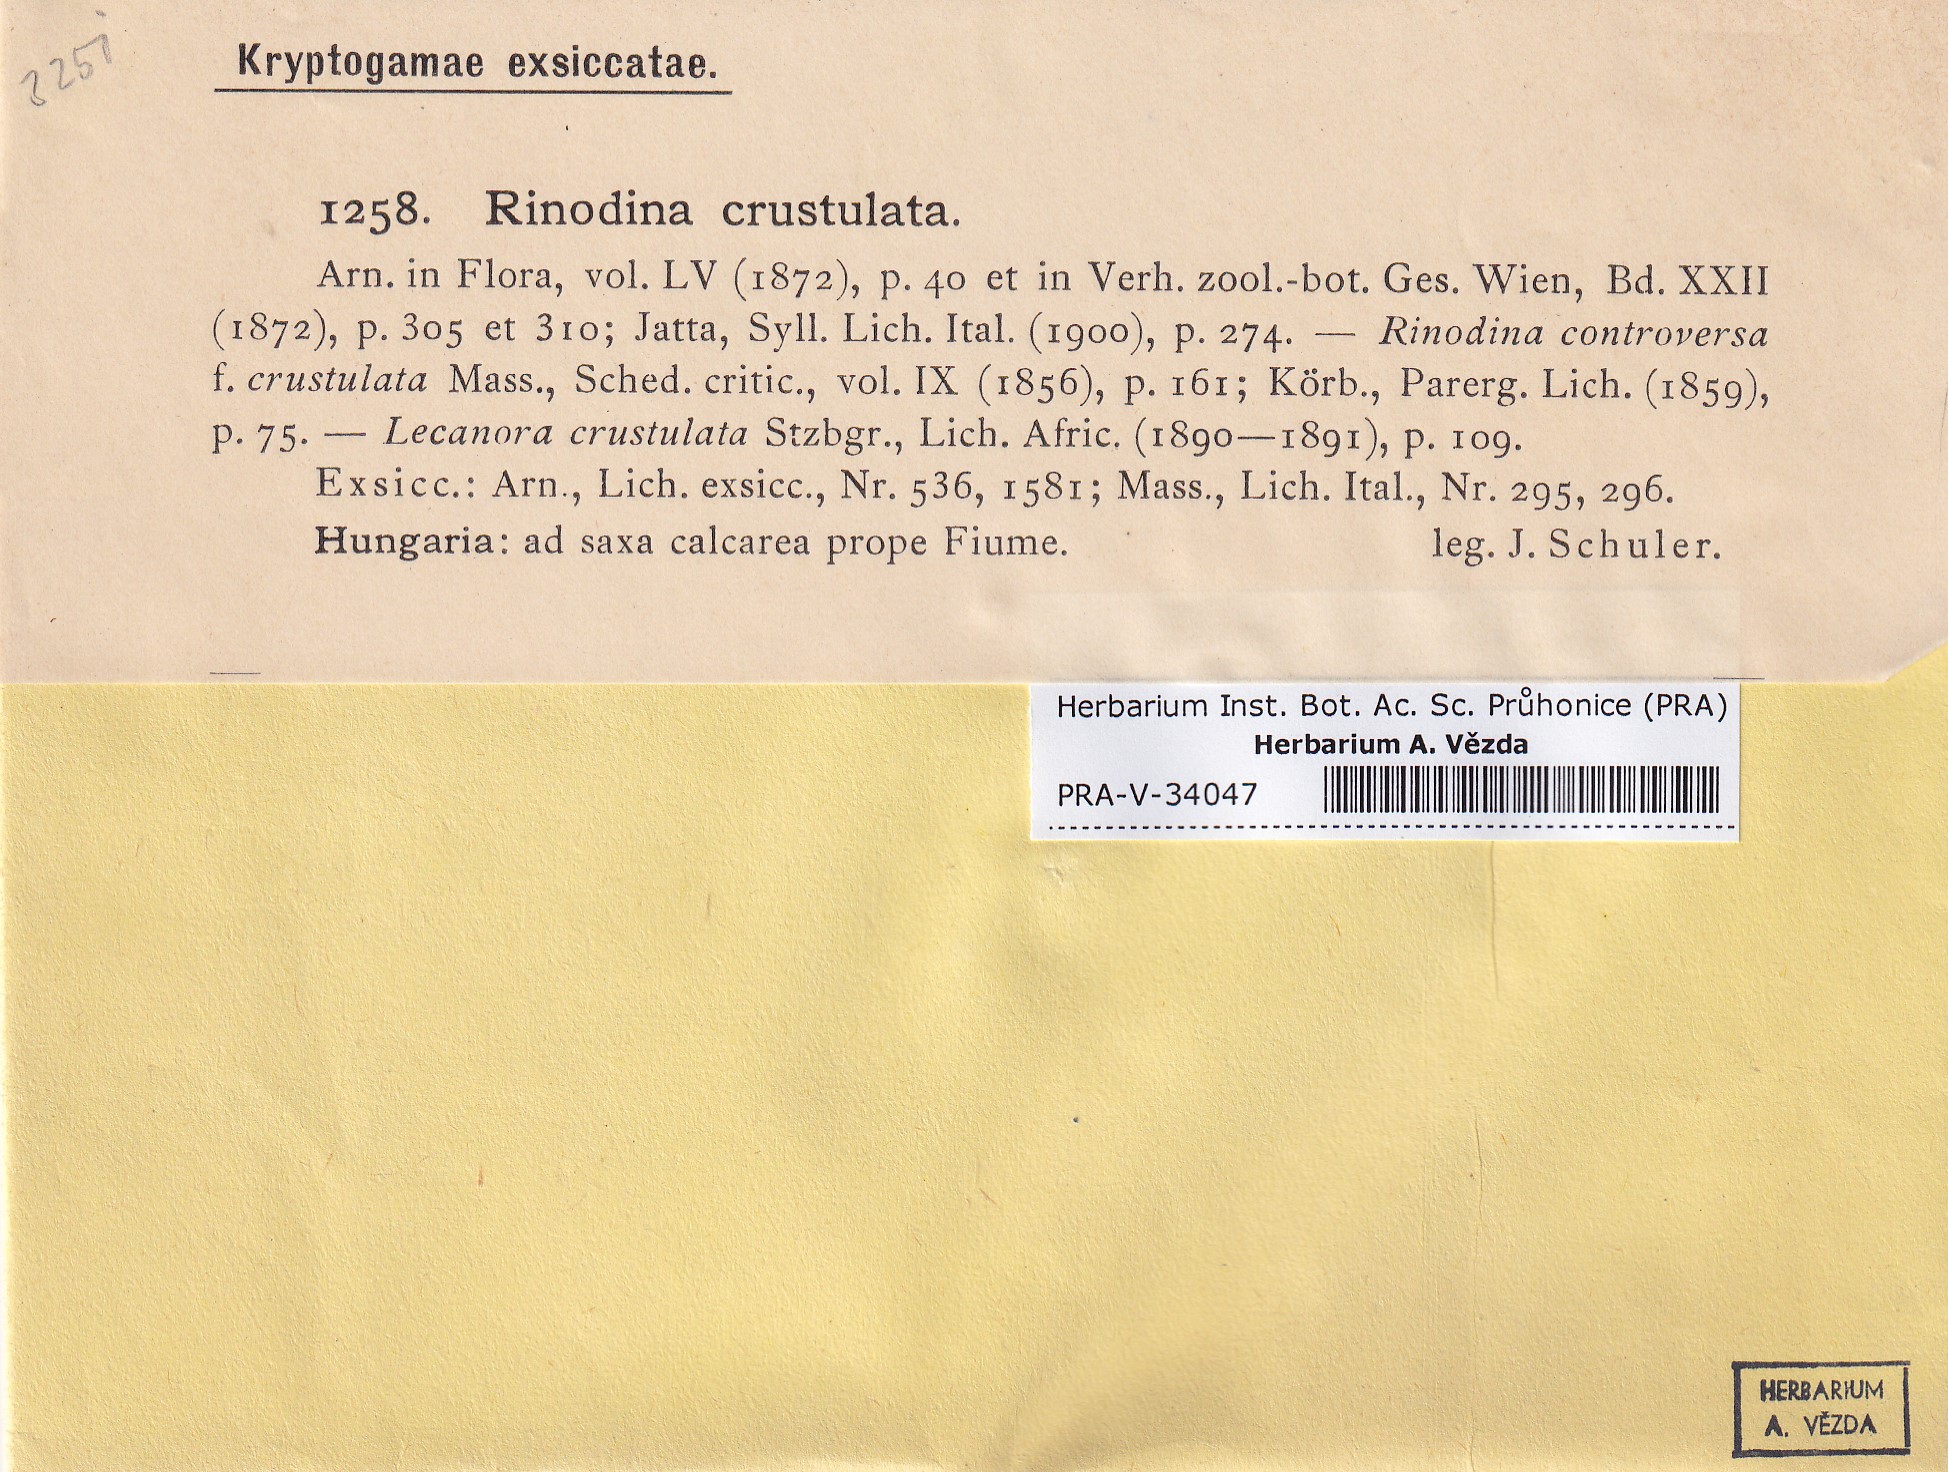 Kryptogamae exsiccatae.
1258. Rinodina crustulata.
Arn. in Flora, vol. LV (1872), p. 40 et in Verh. zool.-bot. Ges. Wien, Bd. XXII
(1872), p. 305 et 310; Jatta, Syll. Lich. Ital. (1900), p. 274. — Rinodina controversa
f. crustulata Mass., Sched. critic., vol. IX (1856), p. 161; Körb., Parerg. Lich. (1859),
p. 75. — Lecanora crustulata Stzbgr., Lich. Afric. (1890—1891), p. 109.
Exsicc.: Arn., Lich. exsicc., Nr. 536, 1581; Mass., Lich. Ital., Nr. 295, 296.
Hungaria: ad saxa calcarea prope Fiume. leg. J. Schuler.
Herbarium Inst. Bot. Ac. Sc. Průhonice (PRA)
Herbarium A. Vězda
PRA-V-34047
HERBARIUM
A. VĚZDA